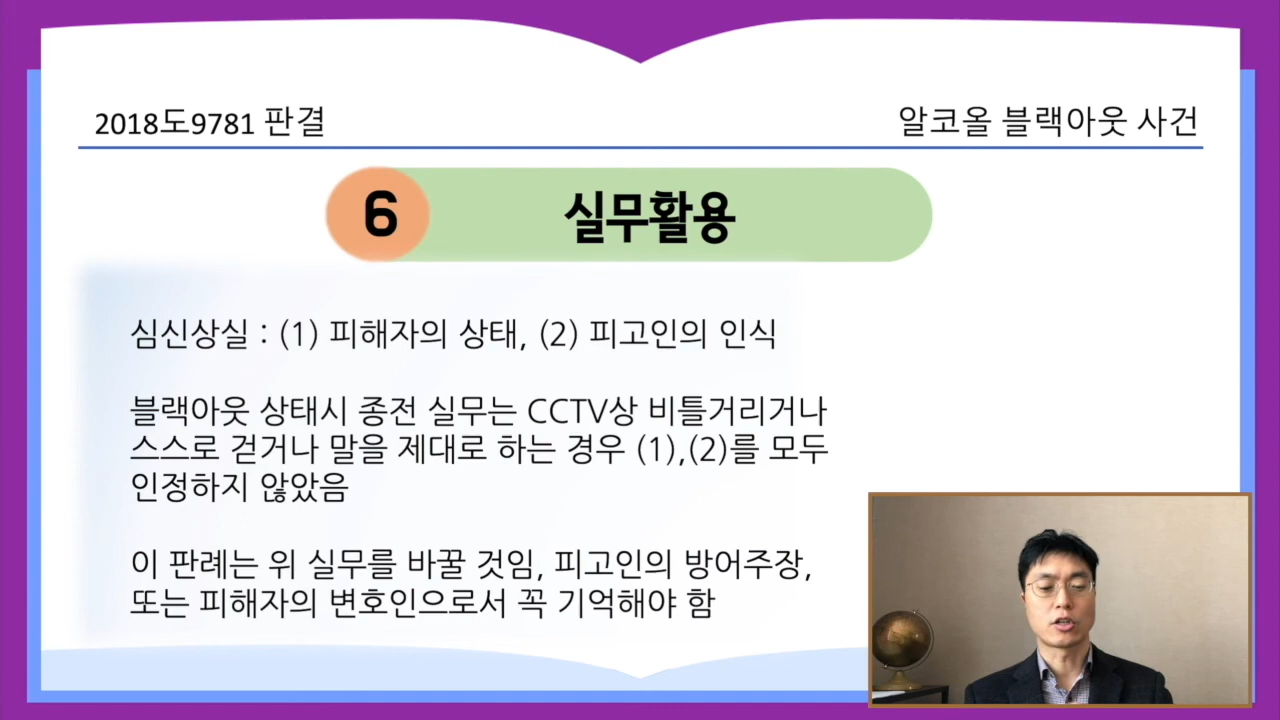 2018도9781 판결
알코올 블랙아웃 사건
6
실무활용
심신상실 : (1) 피해자의 상태, (2) 피고인의 인식
블랙아웃 상태시 종전 실무는 CCTV상 비틀거리거나
스스로 걷거나 말을 제대로 하는 경우 (1),(2)를 모두
인정하지 않았음
이 판례는 위 실무를 바꿀 것임, 피고인의 방어주장,
또는 피해자의 변호인으로서 꼭 기억해야 함